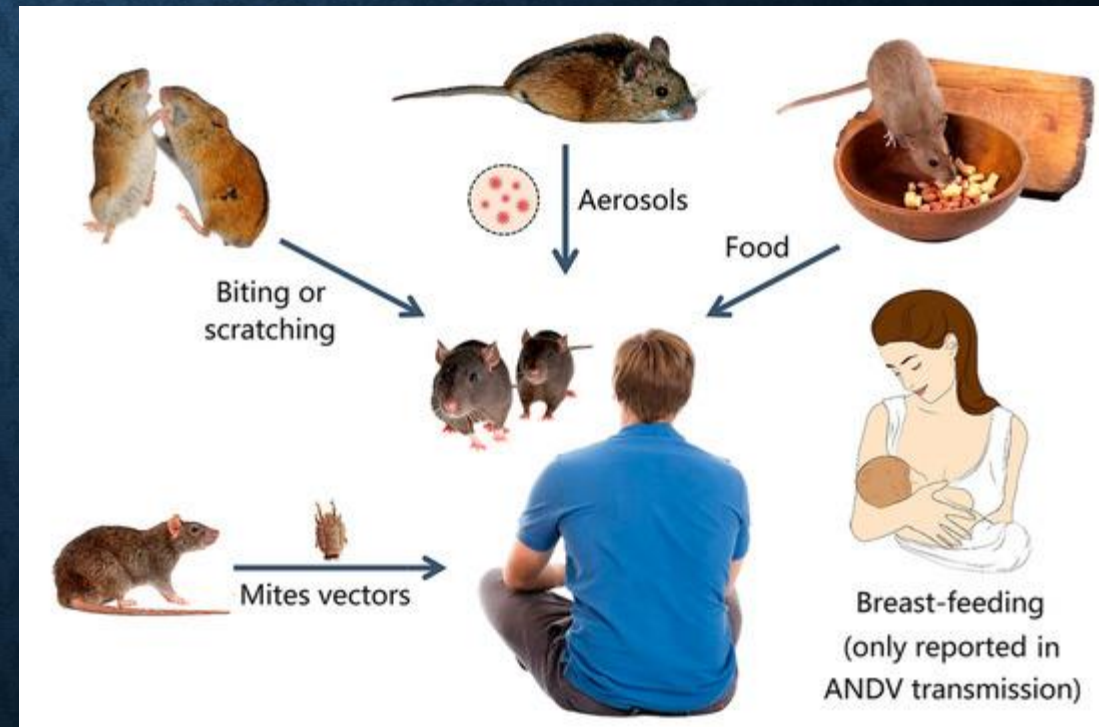 Aerosols
Food
Biting or
scratching
Mites vectors
Breast-feeding
(only reported in
ANDV transmission)